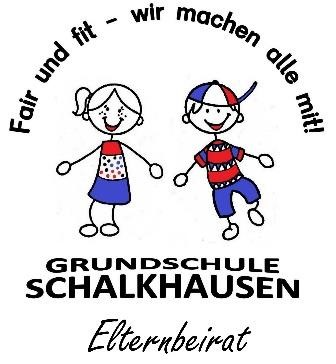 Fair und fit - wir machen alle mit!
GRUNDSCHULE
SCHALKHAUSEN
Elternbeirat